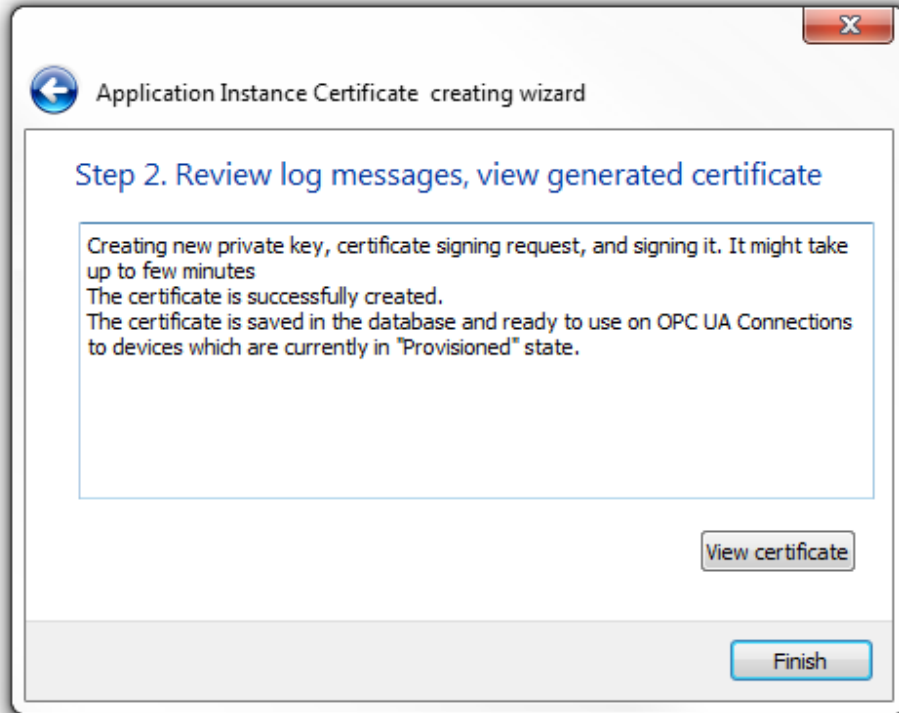 X
Application Instance Certificate creating wizard
Step 2. Review log messages, view generated certificate
Creating new private key, certificate signing request, and signing it. It might take
up to few minutes
The certificate is successfully created.
The certificate is saved in the database and ready to use on OPC UA Connections
to devices which are currently in "Provisioned" state.
View certificate
Finish